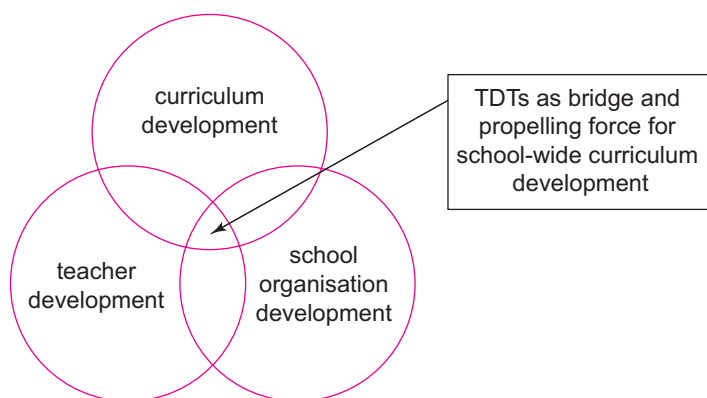 curriculum
development
TDTs as bridge and
propelling force for
school-wide curriculum
development
teacher
development
school
organisation
development